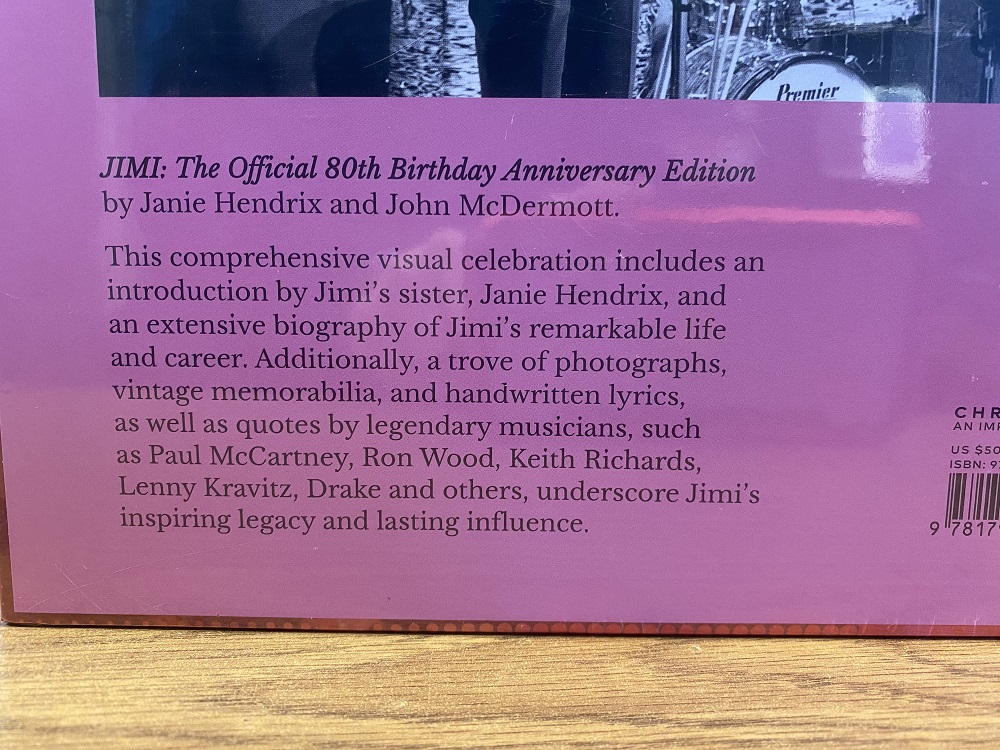 Premier
JIMI: The Official 80th Birthday Anniversary Edition
by Janie Hendrix and John McDermott.
This comprehensive visual celebration includes an
introduction by Jimi's sister, Janie Hendrix, and
an extensive biography of Jimi's remarkable life
and career. Additionally, a trove of photographs,
vintage memorabilia, and handwritten lyrics,
as well as quotes by legendary musicians, such
as Paul McCartney, Ron Wood, Keith Richards,
Lenny Kravitz, Drake and others, underscore Jimi's
inspiring legacy and lasting influence.
CHR
AN IM
US $50
ISBN: 97
9 7817